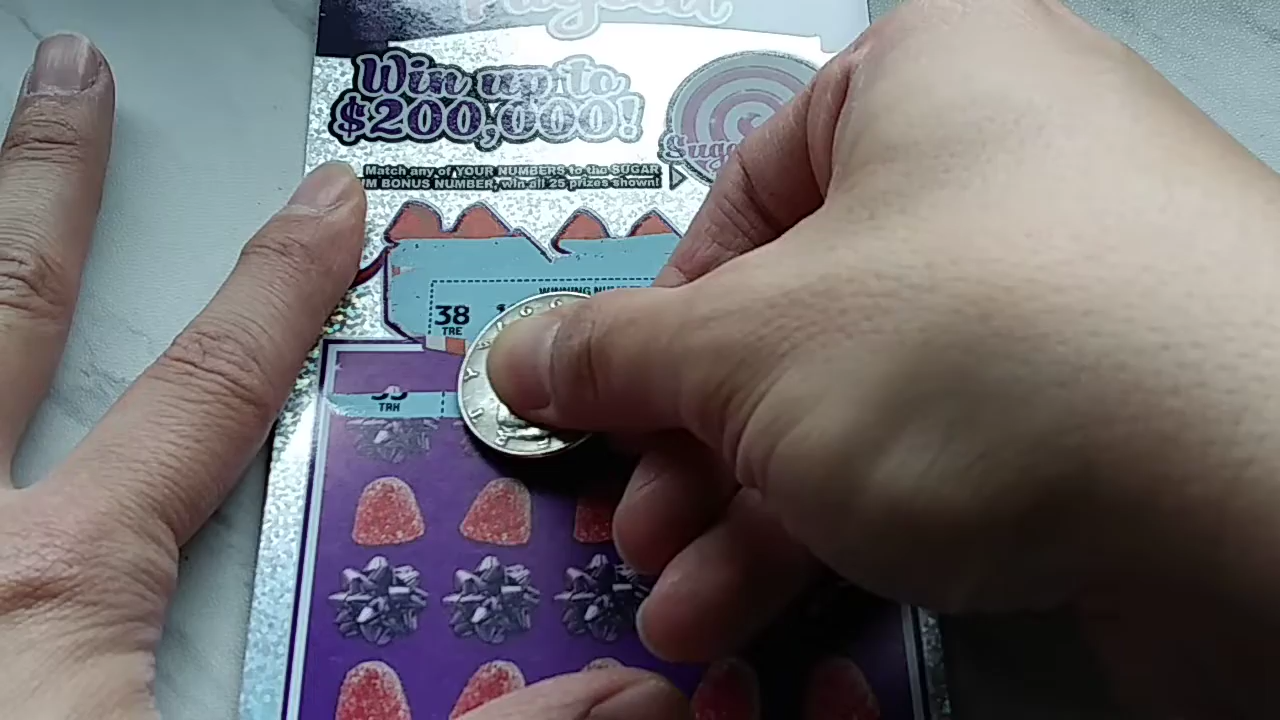 Win up to
$200,000!
Match any of YOUR NUMBERS to the SUGAR
BONUS NUMBER, win all 25 prizes shown!
WINNING
38
TRE
TRH